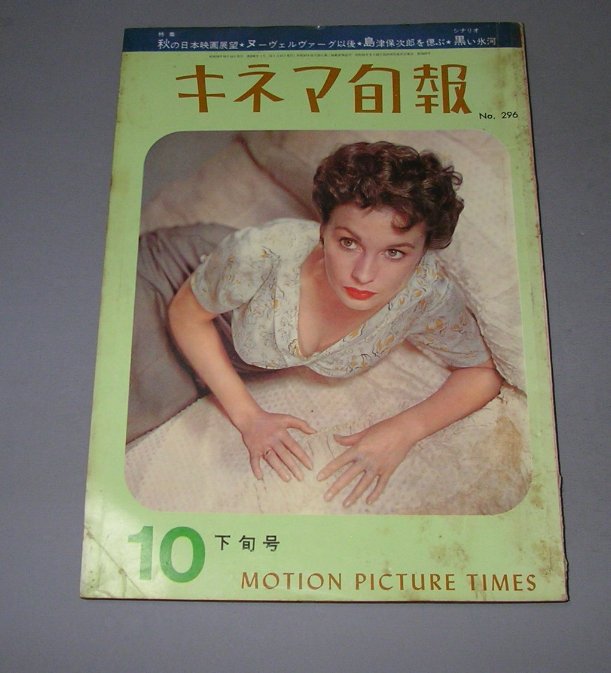 特集
シナリオ
秋の日本映画展望★ヌーヴェルヴァーグ以後★島津保次郎を偲ぶ★黒い氷河
キネマ旬報
No. 296
10 下旬号
MOTION PICTURE TIMES